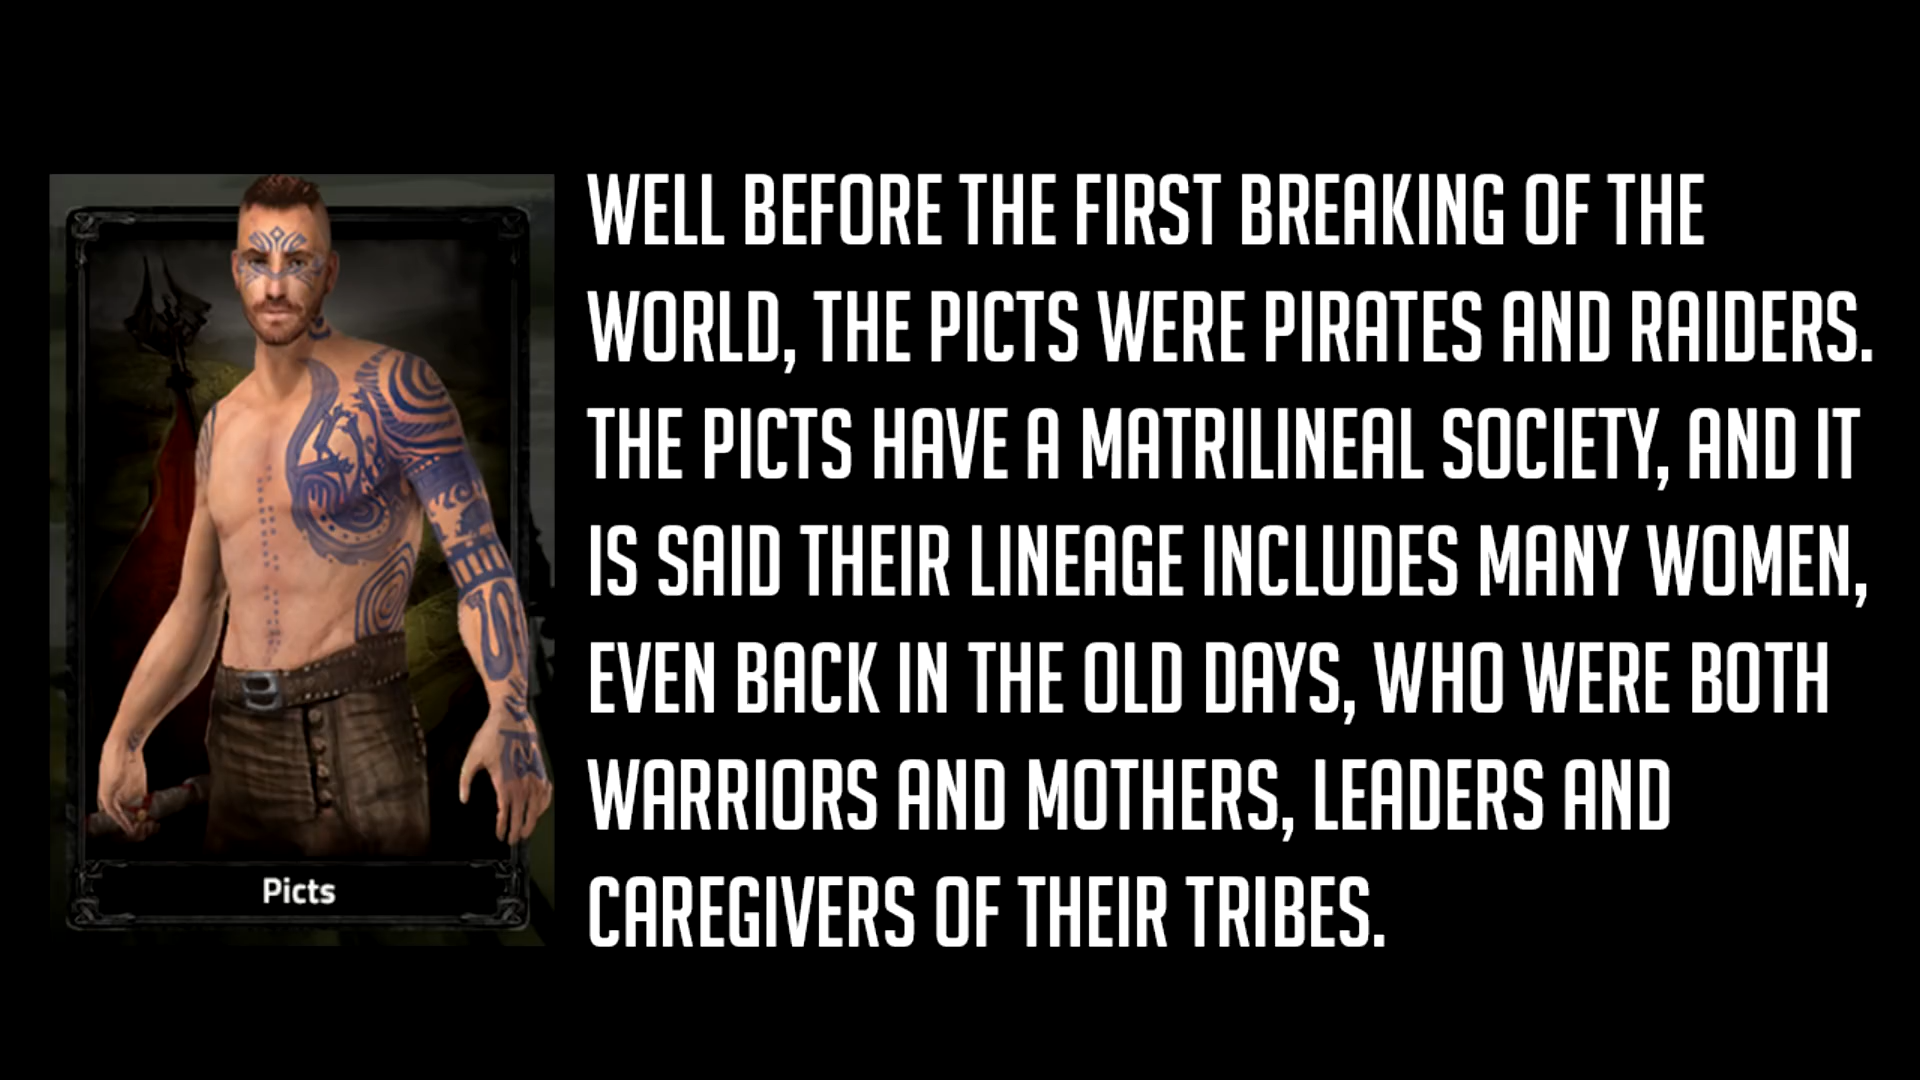 WELL BEFORE THE FIRST BREAKING OF THE
WORLD, THE PICTS WERE PIRATES AND RAIDERS.
THE PICTS HAVE A MATRILINEAL SOCIETY, AND IT
IS SAID THEIR LINEAGE INCLUDES MANY WOMEN,
EVEN BACK IN THE OLD DAYS, WHO WERE BOTH
WARRIORS AND MOTHERS, LEADERS AND
CAREGIVERS OF THEIR TRIBES.
Picts